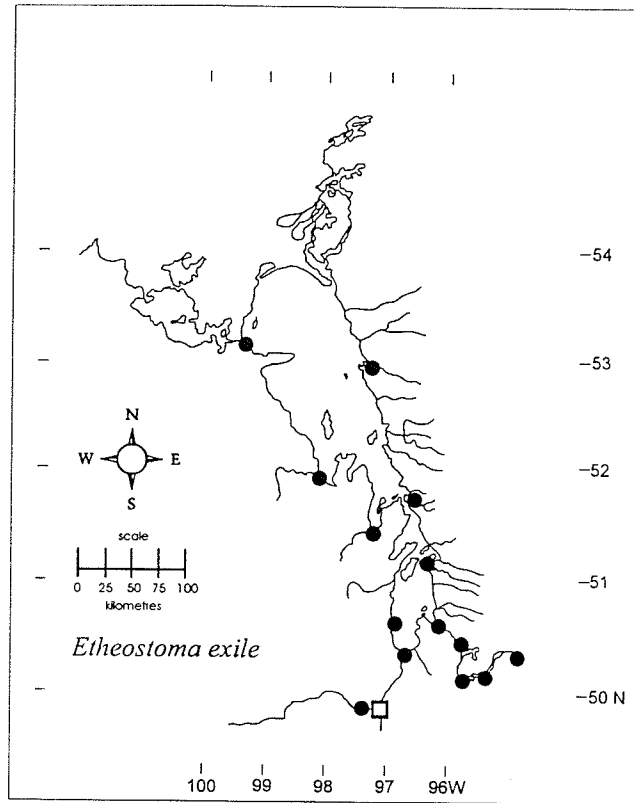 –54
–53
N
W E
S
–52
scale
0 25 50 75 100
kilometres
–51
Etheostoma exile
–50 N
100 99 98 97 96W